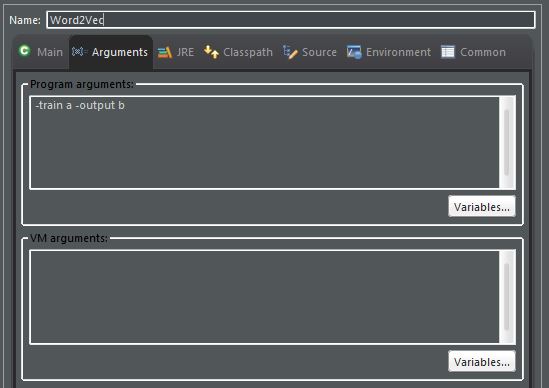 Name: Word2Vec
Main Arguments JRE Classpath Source Environment Common
Program arguments:
-train a -output b
Variables...
VM arguments:
Variables...